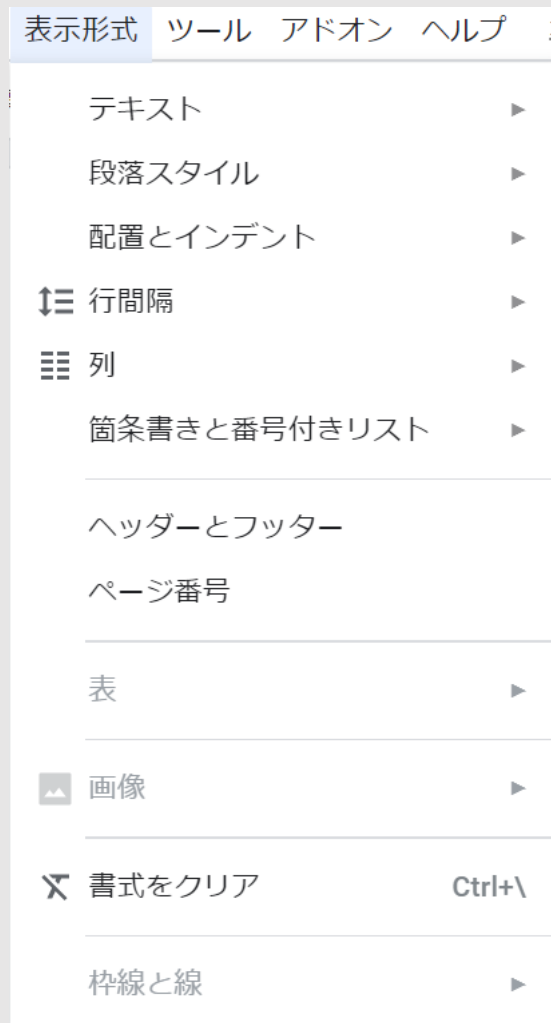 表示形式 ツール アドオン ヘルプ
テキスト
段落スタイル
配置とインデント
行間隔
列
箇条書きと番号付きリスト
ヘッダーとフッター
ページ番号
表
画像
書式をクリア Ctrl+\
枠線と線